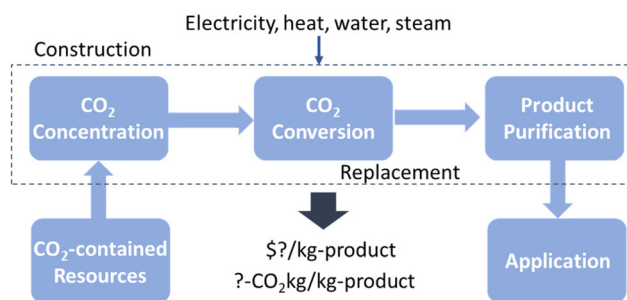 Electricity, heat, water, steam
Construction
CO₂
Concentration
CO₂
Conversion
Product
Purification
Replacement
CO₂-contained
Resources
$?/kg-product
?-CO₂kg/kg-product
Application